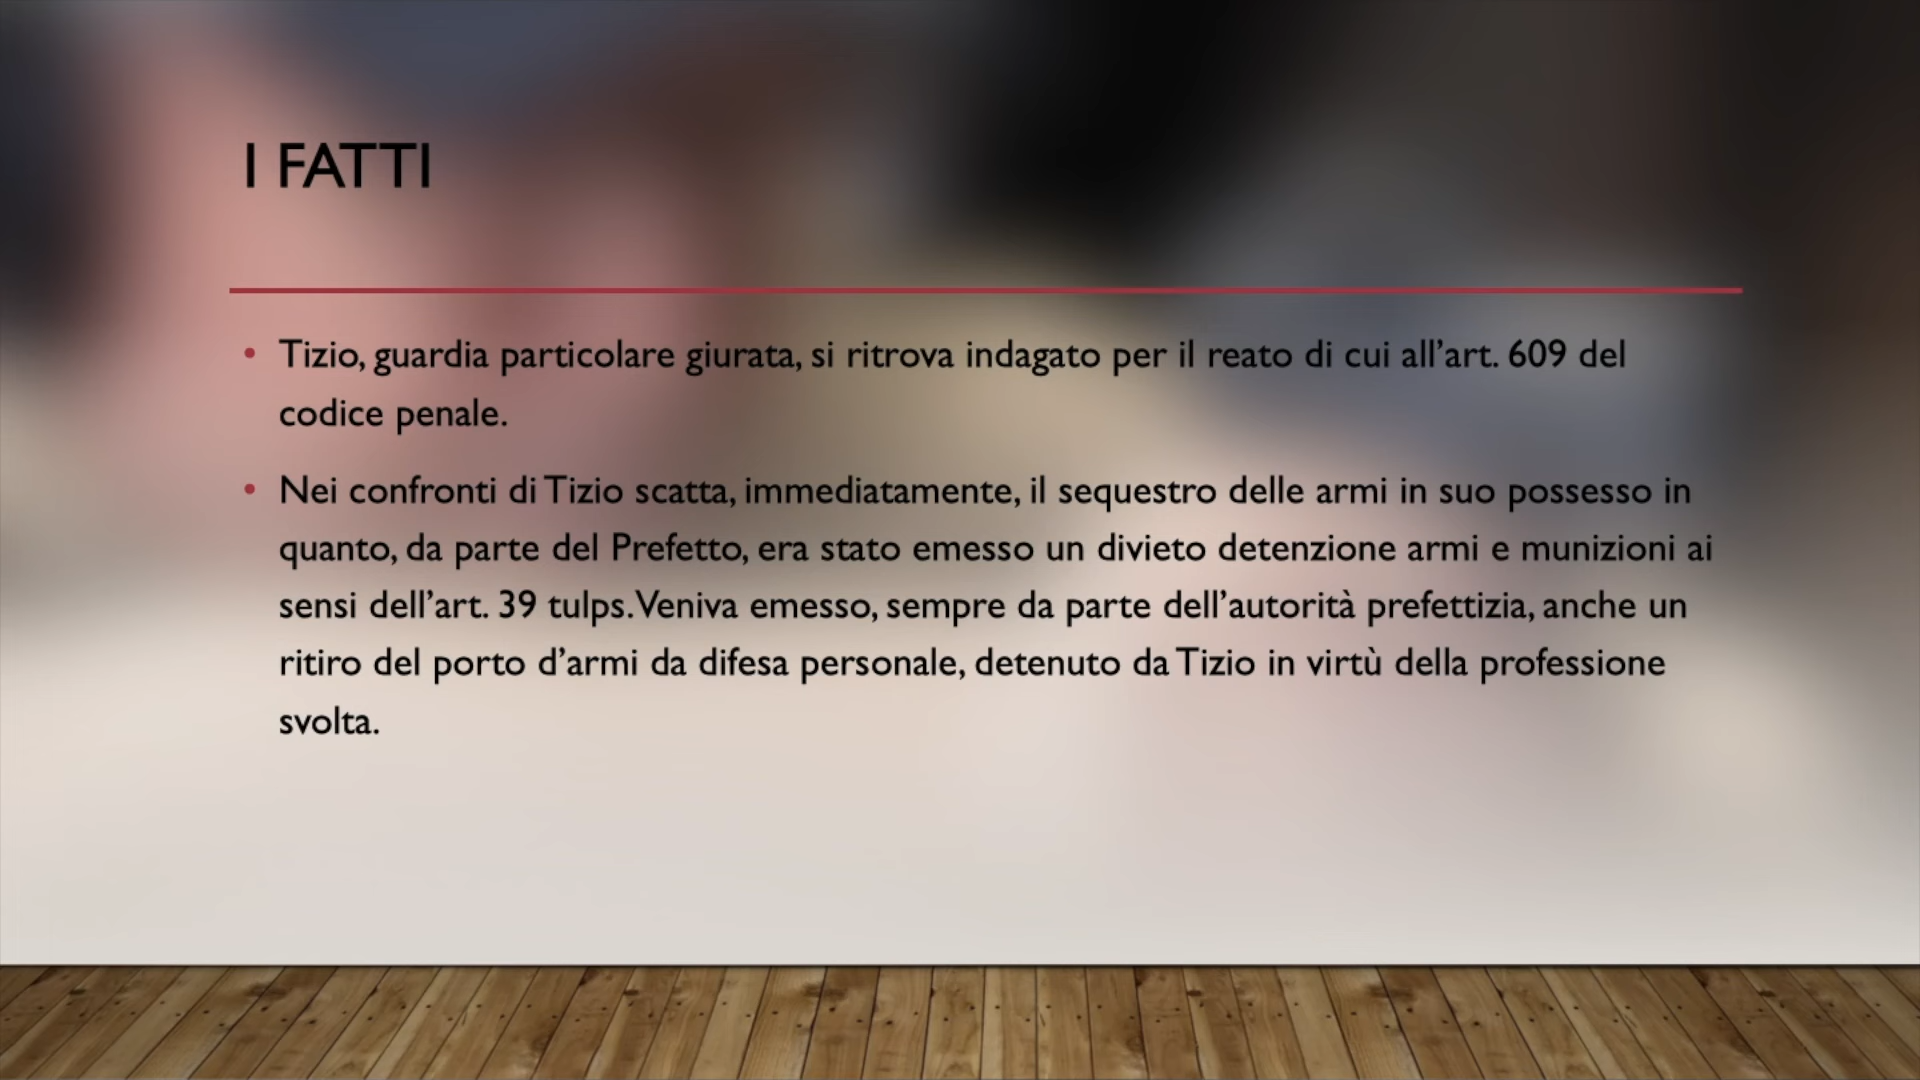 I FATTI
• Tizio, guardia particolare giurata, si ritrova indagato per il reato di cui all’art. 609 del
codice penale.
• Nei confronti di Tizio scatta, immediatamente, il sequestro delle armi in suo possesso in
quanto, da parte del Prefetto, era stato emesso un divieto detenzione armi e munizioni ai
sensi dell’art. 39 tulps. Veniva emesso, sempre da parte dell’autorità prefettizia, anche un
ritiro del porto d’armi da difesa personale, detenuto da Tizio in virtù della professione
svolta.